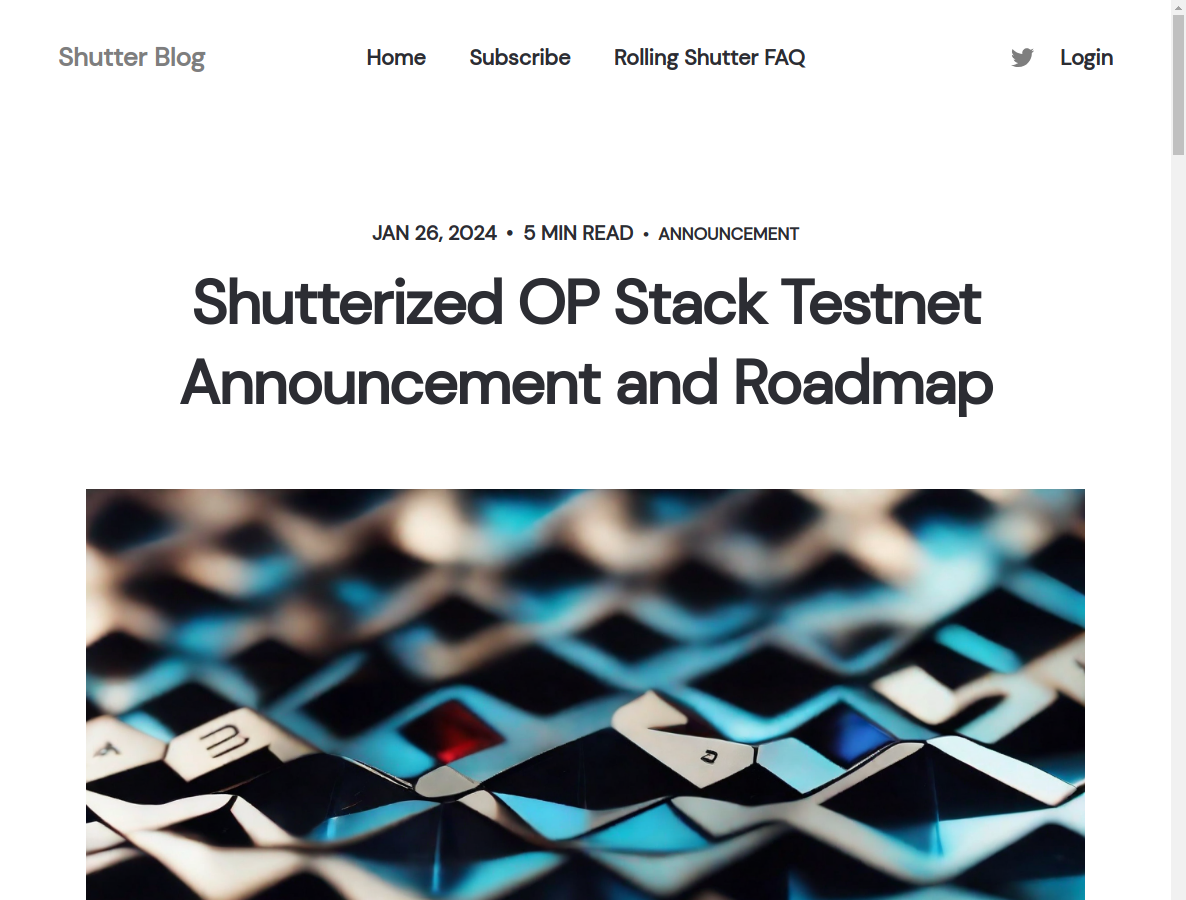 Shutter Blog
Home
Subscribe
Rolling Shutter FAQ
Login
JAN 26, 2024 • 5 MIN READ • ANNOUNCEMENT
Shutterized OP Stack Testnet
Announcement and Roadmap